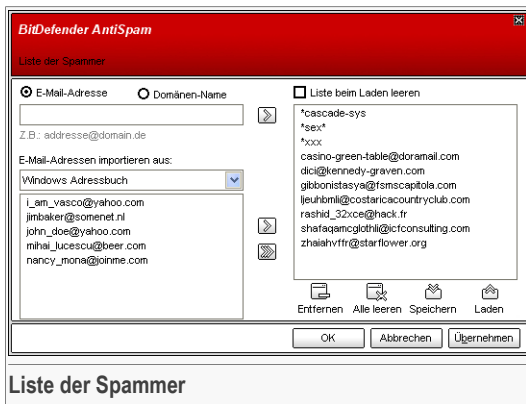 BitDefender AntiSpam
Liste der Spammer
E-Mail-Adresse
Domänen-Name
Z.B.: addresse@domain.de
E-Mail-Adressen importieren aus:
Windows Adressbuch
i_am_vasco@yahoo.com
jimbaker@somenet.nl
john_doe@yahoo.com
mihai_lucescu@beer.com
nancy_mona@joinme.com
Liste beim Laden leeren
*cascade-sys
*sex*
*xxx
casino-green-table@doramail.com
dici@kennedy-graven.com
gibbonistasya@fsmscapitola.com
ljeuhbmli@costaricacountryclub.com
rashid_32xce@hack.fr
shafaqamcglothli@icfconsulting.com
zhaiahvffr@starflower.org
Entfernen
Alle leeren
Speichern
Laden
OK
Abbrechen
Übernehmen
Liste der Spammer